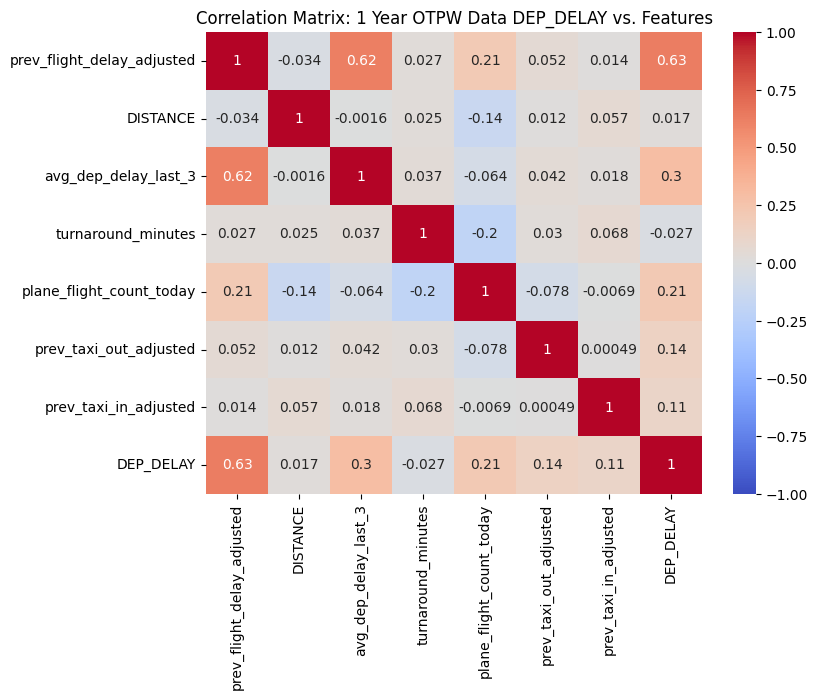 Correlation Matrix: 1 Year OTPW Data DEP_DELAY vs. Features
prev_flight_delay_adjusted 1 -0.034 0.62 0.027 0.21 0.052 0.014 0.63
DISTANCE -0.034 1 -0.0016 0.025 -0.14 0.012 0.057 0.017
avg_dep_delay_last_3 0.62 -0.0016 1 0.037 -0.064 0.042 0.018 0.3
turnaround_minutes 0.027 0.025 0.037 1 -0.2 0.03 0.068 -0.027
plane_flight_count_today 0.21 -0.14 -0.064 -0.2 1 -0.078 -0.0069 0.21
prev_taxi_out_adjusted 0.052 0.012 0.042 0.03 -0.078 1 0.00049 0.14
prev_taxi_in_adjusted 0.014 0.057 0.018 0.068 -0.0069 0.00049 1 0.11
DEP_DELAY 0.63 0.017 0.3 -0.027 0.21 0.14 0.11 1
prev_flight_delay_adjusted
DISTANCE
avg_dep_delay_last_3
turnaround_minutes
plane_flight_count_today
prev_taxi_out_adjusted
prev_taxi_in_adjusted
DEP_DELAY
1.00
0.75
0.50
0.25
0.00
−0.25
−0.50
−0.75
−1.00